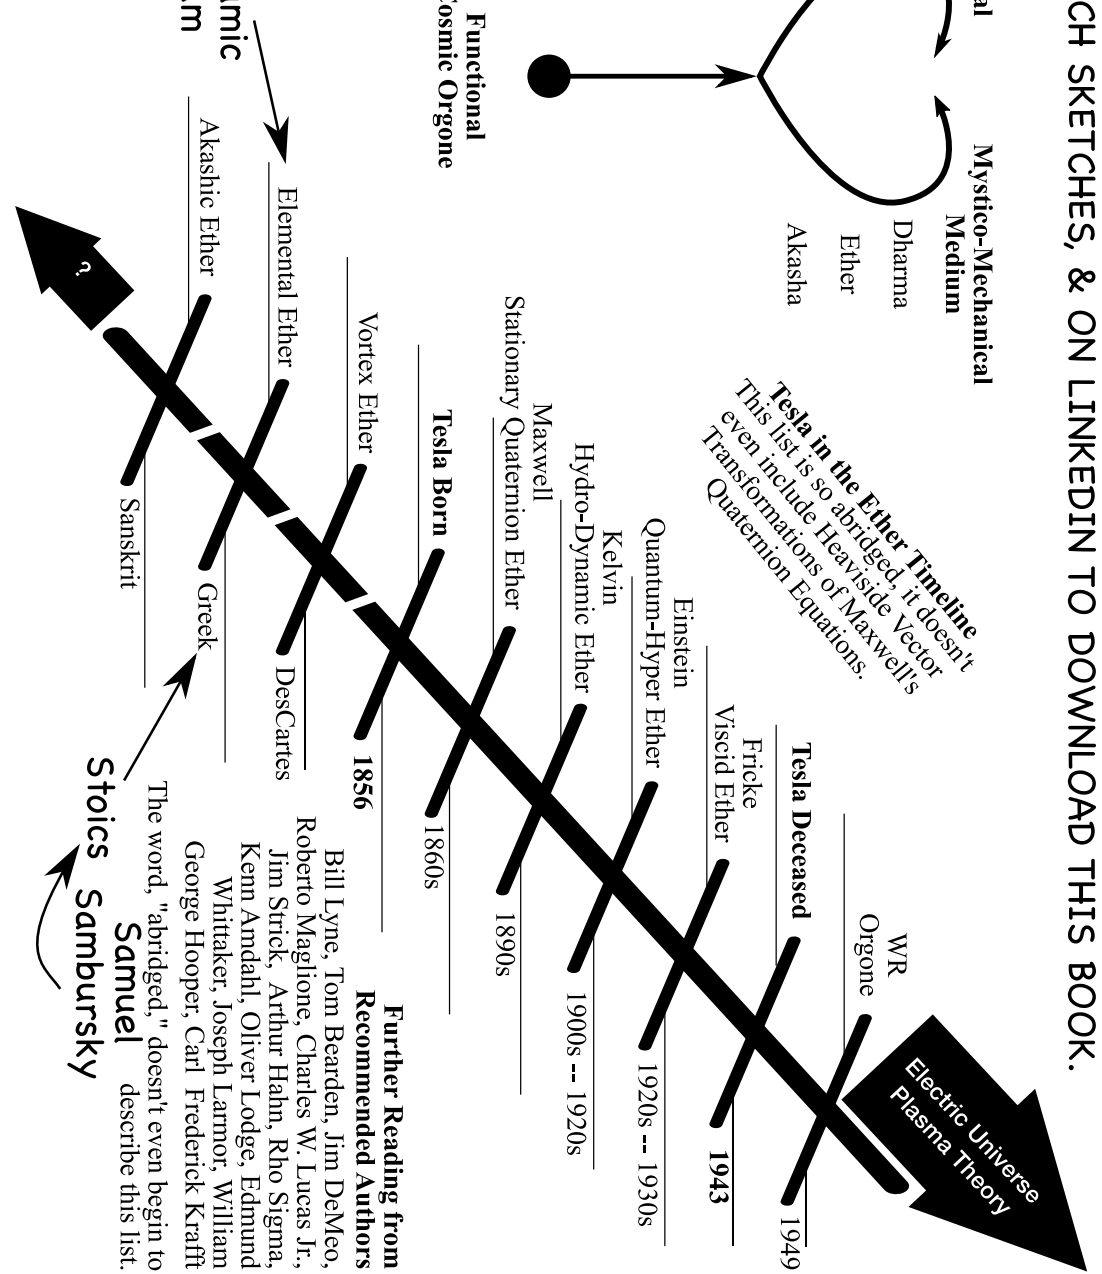 CH SKETCHES, & ON LINKEDIN TO DOWNLOAD THIS BOOK.
al
Mystico-Mechanical
Medium
Dharma
Ether
Akasha
Functional
osmic Orgone
Tesla in the Ether Timeline
This list is so abridged, it doesn't
even include Heaviside Vector
Transformations of Maxwell's
Quaternion Equations.
Electric Universe
Plasma Theory
WR
Orgone
1949
Tesla Deceased
1943
Fricke
Viscid Ether
1920s -- 1930s
Einstein
Quantum-Hyper Ether
1900s -- 1920s
Kelvin
Hydro-Dynamic Ether
1890s
Maxwell
Stationary Quaternion Ether
1860s
Tesla Born
1856
Vortex Ether
DesCartes
Elemental Ether
Greek
Akashic Ether
Sanskrit
?
amic
m
Further Reading from
Recommended Authors
Bill Lyne, Tom Bearden, Jim DeMeo,
Roberto Maglione, Charles W. Lucas Jr.,
Jim Strick, Arthur Hahn, Rho Sigma,
Kenn Amdahl, Oliver Lodge, Edmund
Whittaker, Joseph Larmor, William
George Hooper, Carl Frederick Krafft
The word, "abridged," doesn't even begin to
describe this list.
Stoics
Samuel
Sambursky